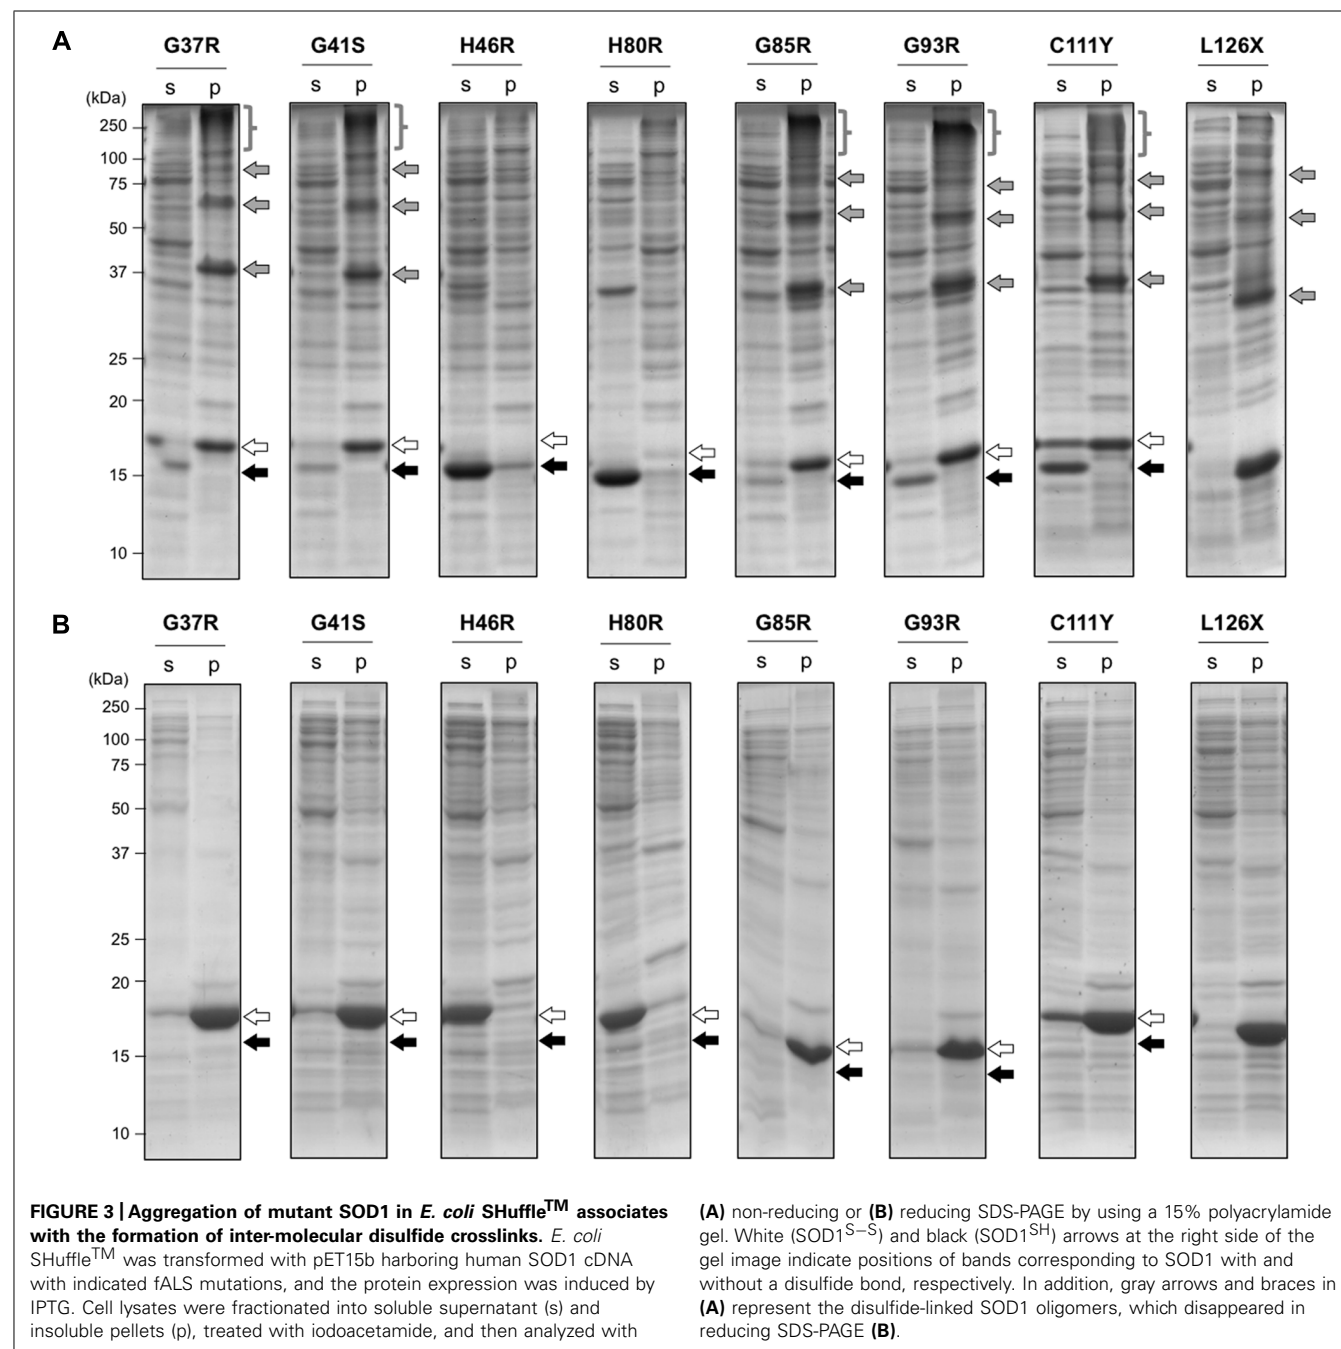 A
G37R G41S H46R H80R G85R G93R C111Y L126X
s p s p s p s p s p s p s p s p
(kDa)
250
100
75
50
37
25
20
15
10
B
G37R G41S H46R H80R G85R G93R C111Y L126X
s p s p s p s p s p s p s p s p
(kDa)
250
100
75
50
37
25
20
15
10
FIGURE 3 | Aggregation of mutant SOD1 in E. coli SHuffle™ associates
with the formation of inter-molecular disulfide crosslinks. E. coli
SHuffle™ was transformed with pET15b harboring human SOD1 cDNA
with indicated fALS mutations, and the protein expression was induced by
IPTG. Cell lysates were fractionated into soluble supernatant (s) and
insoluble pellets (p), treated with iodoacetamide, and then analyzed with
(A) non-reducing or (B) reducing SDS-PAGE by using a 15% polyacrylamide
gel. White (SOD1^S−S) and black (SOD1^SH) arrows at the right side of the
gel image indicate positions of bands corresponding to SOD1 with and
without a disulfide bond, respectively. In addition, gray arrows and braces in
(A) represent the disulfide-linked SOD1 oligomers, which disappeared in
reducing SDS-PAGE (B).